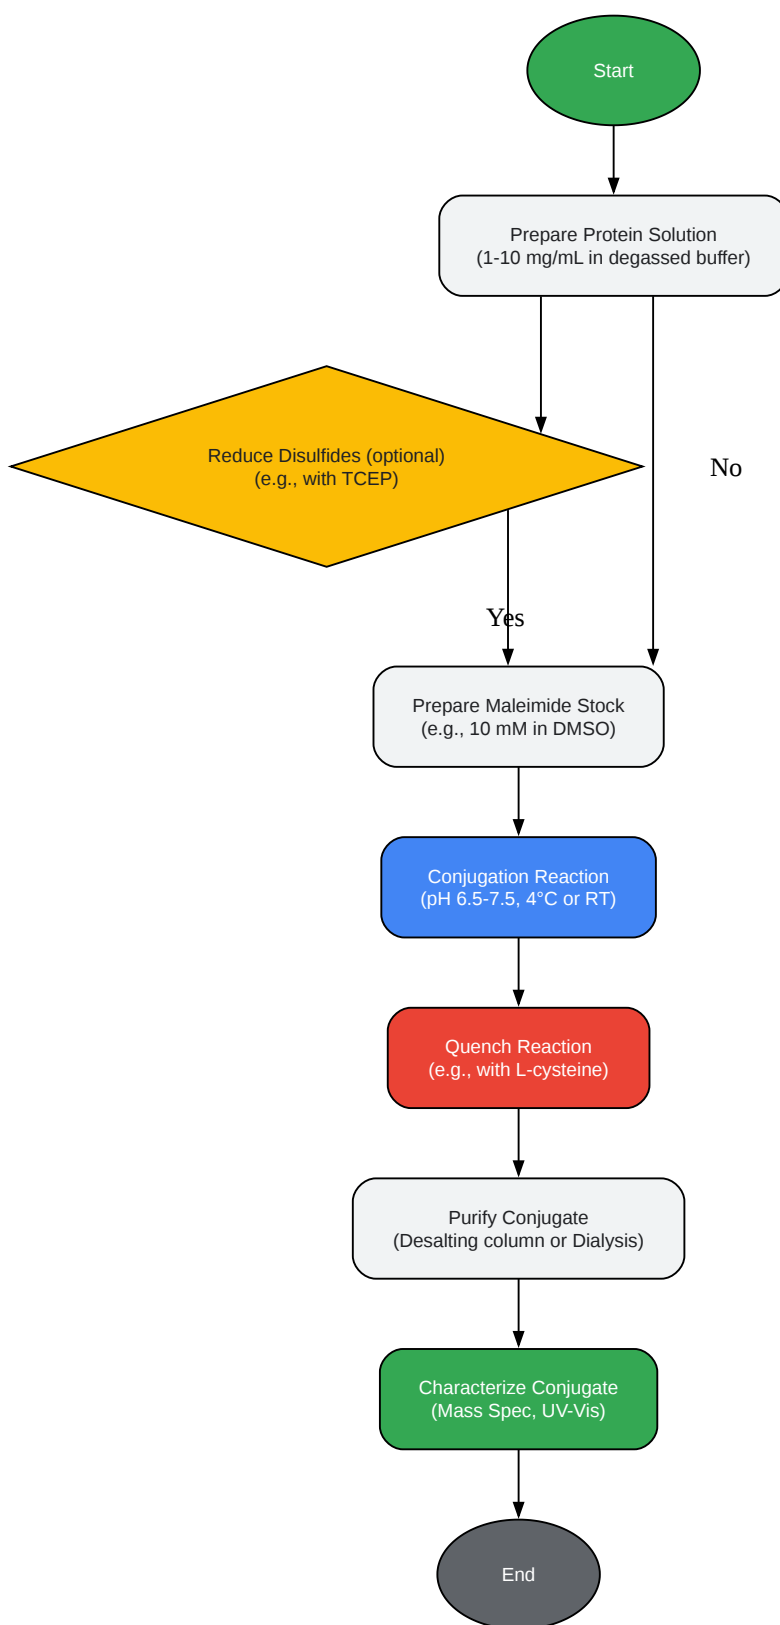 Start
Prepare Protein Solution
(1-10 mg/mL in degassed buffer)
Reduce Disulfides (optional)
(e.g., with TCEP)
No
Yes
Prepare Maleimide Stock
(e.g., 10 mM in DMSO)
Conjugation Reaction
(pH 6.5-7.5, 4°C or RT)
Quench Reaction
(e.g., with L-cysteine)
Purify Conjugate
(Desalting column or Dialysis)
Characterize Conjugate
(Mass Spec, UV-Vis)
End